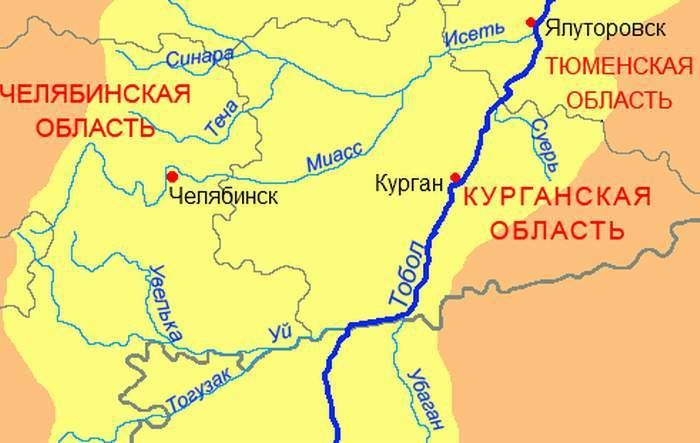 Исеть
Ялуторовск
Синара
ТЮМЕНСКАЯ
ОБЛАСТЬ
ЧЕЛЯБИНСКАЯ
ОБЛАСТЬ
Теча
Суерь
Миасс
Челябинск
Курган
КУРГАНСКАЯ
ОБЛАСТЬ
Тобол
Увелька
Уй
Тогузак
Убаган